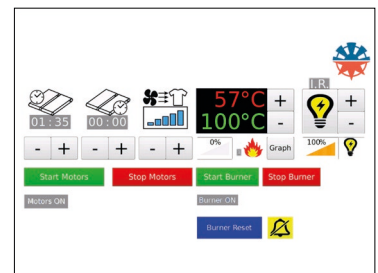 I.R.
57°C +
01:35 00:00 100°C - + -
- + - + - + 0% Graph 100%
Start Motors Stop Motors Start Burner Stop Burner
Motors ON Burner ON
Burner Reset